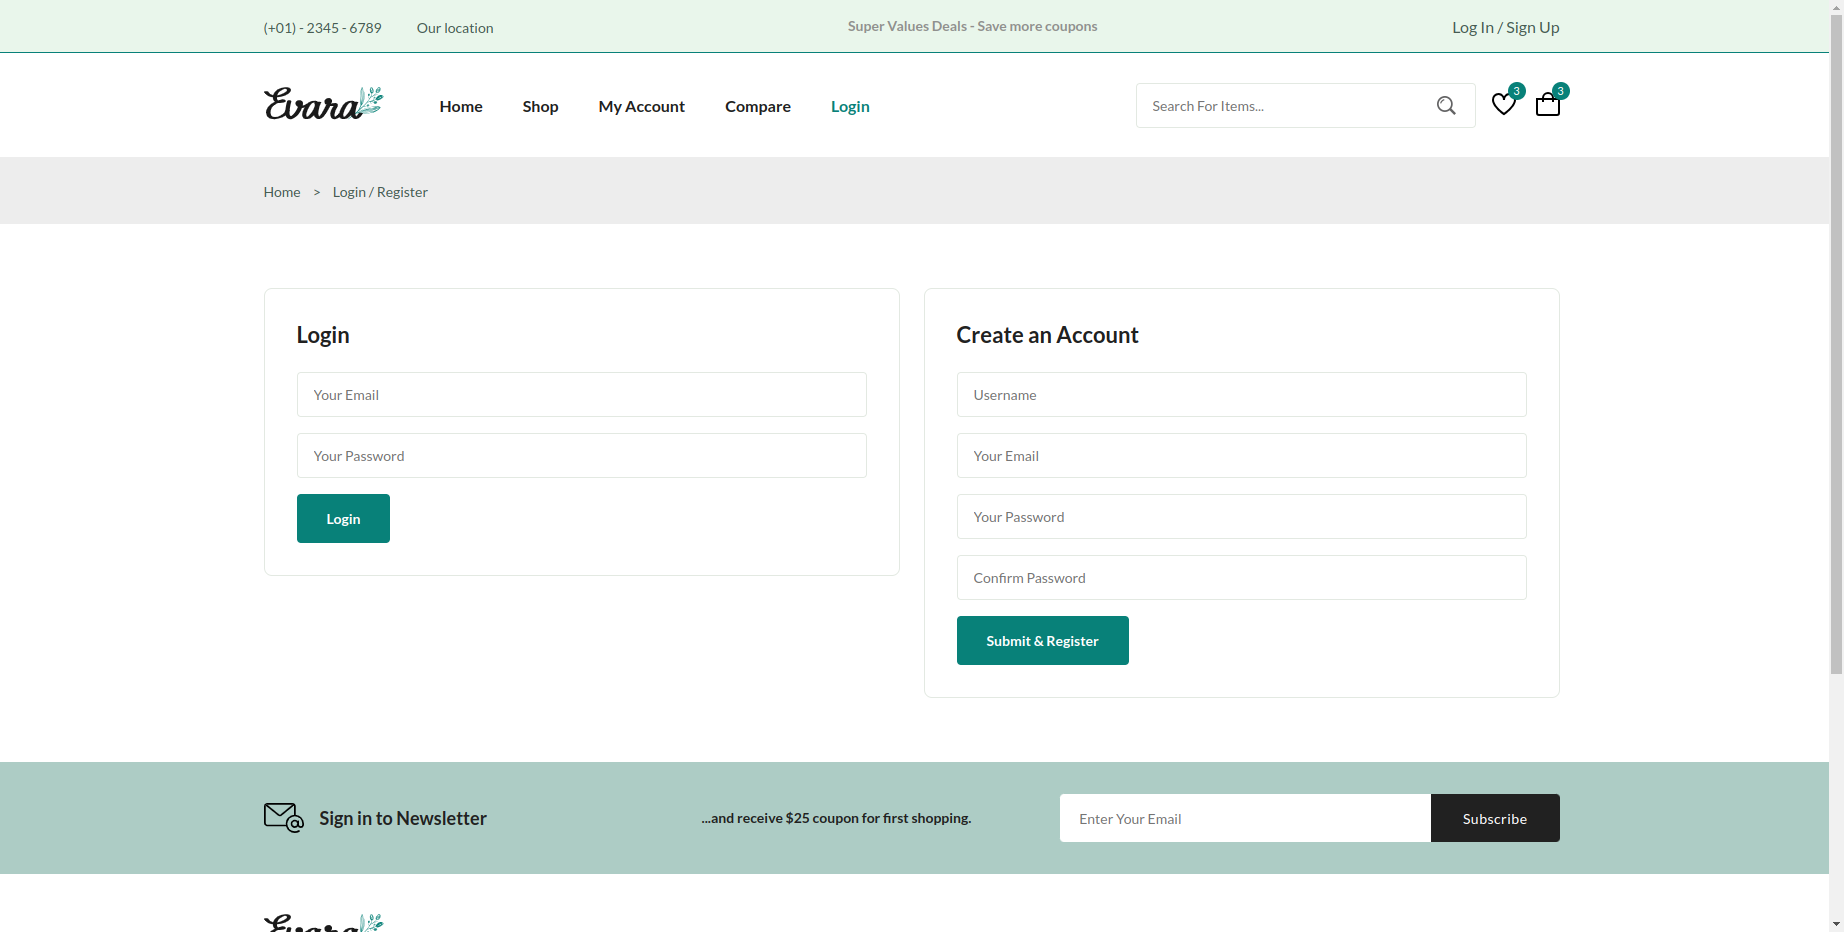 (+01) - 2345 - 6789 Our location Super Values Deals - Save more coupons Log In / Sign Up
Evara Home Shop My Account Compare Login Search For Items... 3 3
Home > Login / Register
Login
Your Email
Your Password
Login
Create an Account
Username
Your Email
Your Password
Confirm Password
Submit & Register
Sign in to Newsletter ...and receive $25 coupon for first shopping. Enter Your Email Subscribe
Evara